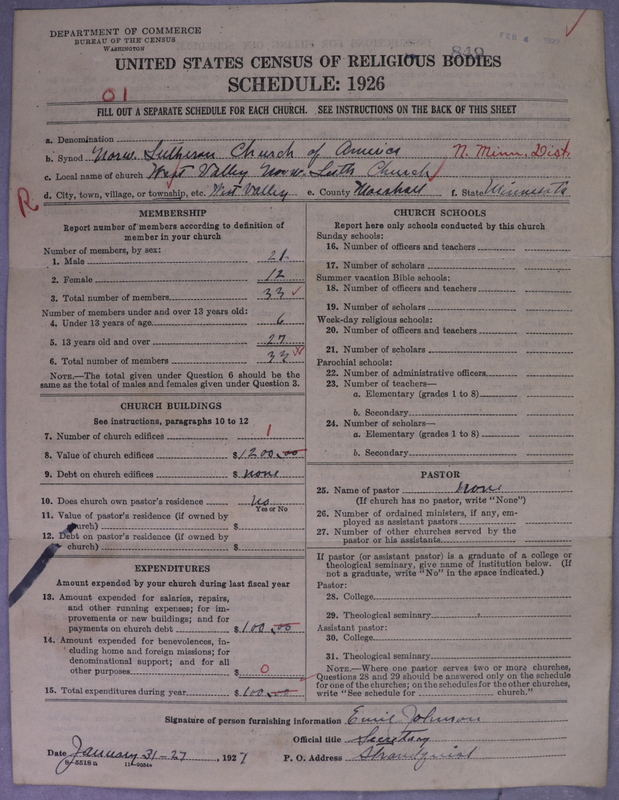 DEPARTMENT OF COMMERCE
BUREAU OF THE CENSUS
WASHINGTON
FEB 4 1927
849
UNITED STATES CENSUS OF RELIGIOUS BODIES
SCHEDULE: 1926
01
FILL OUT A SEPARATE SCHEDULE FOR EACH CHURCH. SEE INSTRUCTIONS ON THE BACK OF THIS SHEET
a. Denomination
b. Synod Norw. Lutheran Church of America N. Minn. Dist.
c. Local name of church West Valley Norw. Luth Church
R
d. City, town, village, or township, etc. West Valley e. County Marshall f. State Minnesota
MEMBERSHIP
Report number of members according to definition of member in your church
Number of members, by sex:
1. Male 21
2. Female 12
3. Total number of members 33
Number of members under and over 13 years old:
4. Under 13 years of age 6
5. 13 years old and over 27
6. Total number of members 33
NOTE.—The total given under Question 6 should be
same as the total of males and females given under Question 3.
CHURCH BUILDINGS
See instructions, paragraphs 10 to 12
7. Number of church edifices 1
8. Value of church edifices $1200.00
9. Debt on church edifices $ none
10. Does church own pastor's residence No
Yes or No
11. Value of pastor's residence (if owned by
church) $
12. Debt on pastor's residence (if owned by
church) $
EXPENDITURES
Amount expended by your church during last fiscal year
13. Amount expended for salaries, repairs,
and other running expenses; for im-
provements or new buildings; and for
payments on church debt $100.00
14. Amount expended for benevolences, in-
cluding home and foreign missions; for
denominational support; and for all
other purposes $ 0
15. Total expenditures during year $100.00
CHURCH SCHOOLS
Report here only schools conducted by this church
Sunday schools:
16. Number of officers and teachers
17. Number of scholars
Summer vacation Bible schools:
18. Number of officers and teachers
19. Number of scholars
Week-day religious schools:
20. Number of officers and teachers
21. Number of scholars
Parochial schools:
22. Number of administrative officers
23. Number of teachers—
a. Elementary (grades 1 to 8)
b. Secondary
24. Number of scholars—
a. Elementary (grades 1 to 8)
b. Secondary
PASTOR
25. Name of pastor None
(If church has no pastor, write "None")
26. Number of ordained ministers, if any, em-
ployed as assistant pastors
27. Number of other churches served by the
pastor or his assistants
If pastor (or assistant pastor) is a graduate of a college or
theological seminary, give name of institution below. (If
not a graduate, write "No" in the space indicated.)
Pastor:
28. College
29. Theological seminary
Assistant pastor:
30. College
31. Theological seminary
NOTE.—Where one pastor serves two or more churches,
Questions 28 and 29 should be answered only on the schedule
for one of the churches; on the schedules for the other churches,
write "See schedule for church."
Signature of person furnishing information Emil Johnson
Official title Secretary
Date January 31-27, 1927 P. O. Address Strandquist
8-5518a